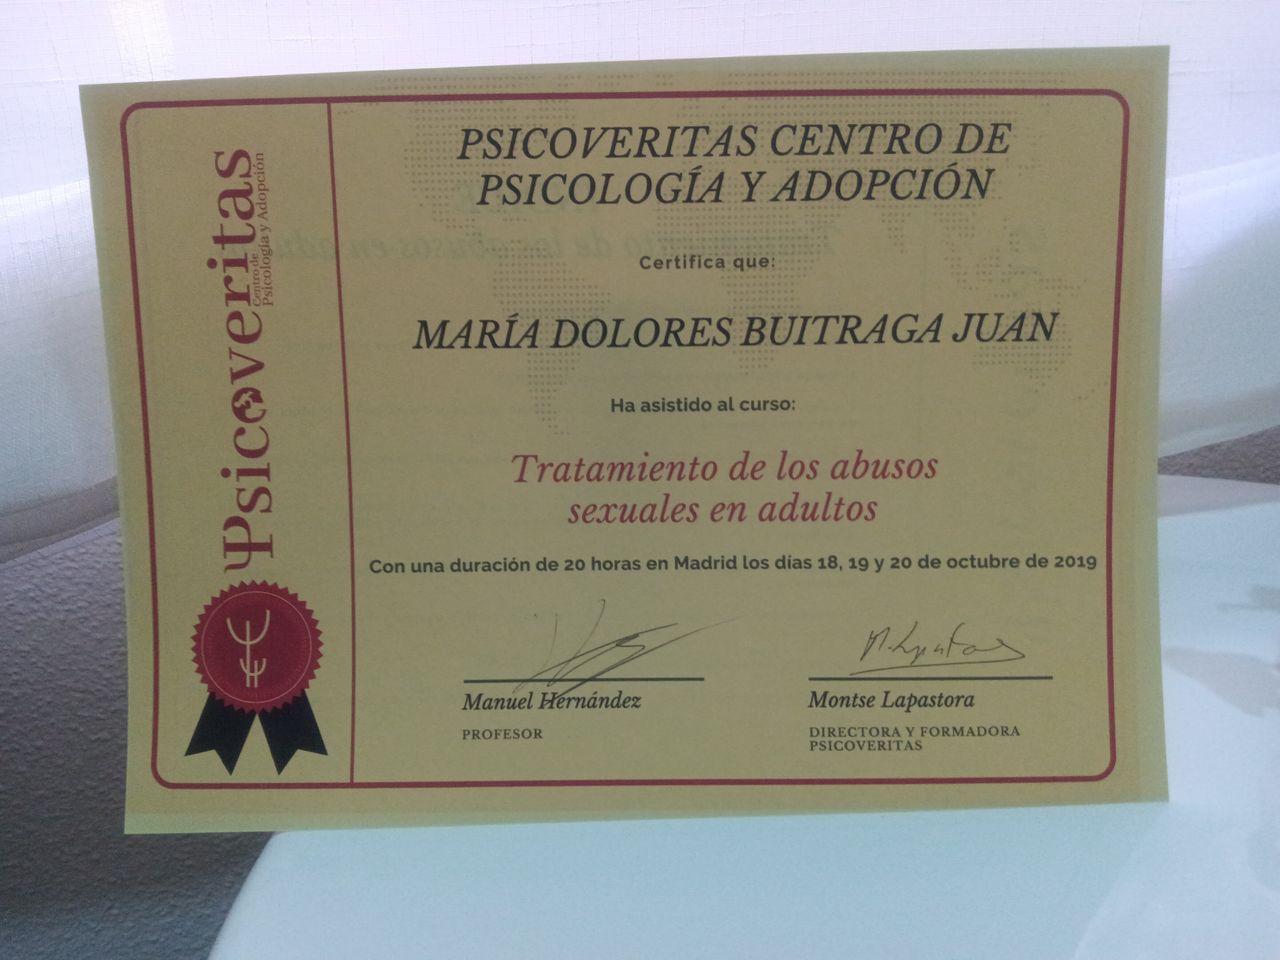 Psicoveritas
Centro de
Psicología y Adopción
PSICOVERITAS CENTRO DE
PSICOLOGÍA Y ADOPCIÓN
Certifica que:
MARÍA DOLORES BUITRAGA JUAN
Ha asistido al curso:
Tratamiento de los abusos
sexuales en adultos
Con una duración de 20 horas en Madrid los días 18, 19 y 20 de octubre de 2019
M. Lapastora
Manuel Hernández
PROFESOR
Montse Lapastora
DIRECTORA Y FORMADORA
PSICOVERITAS